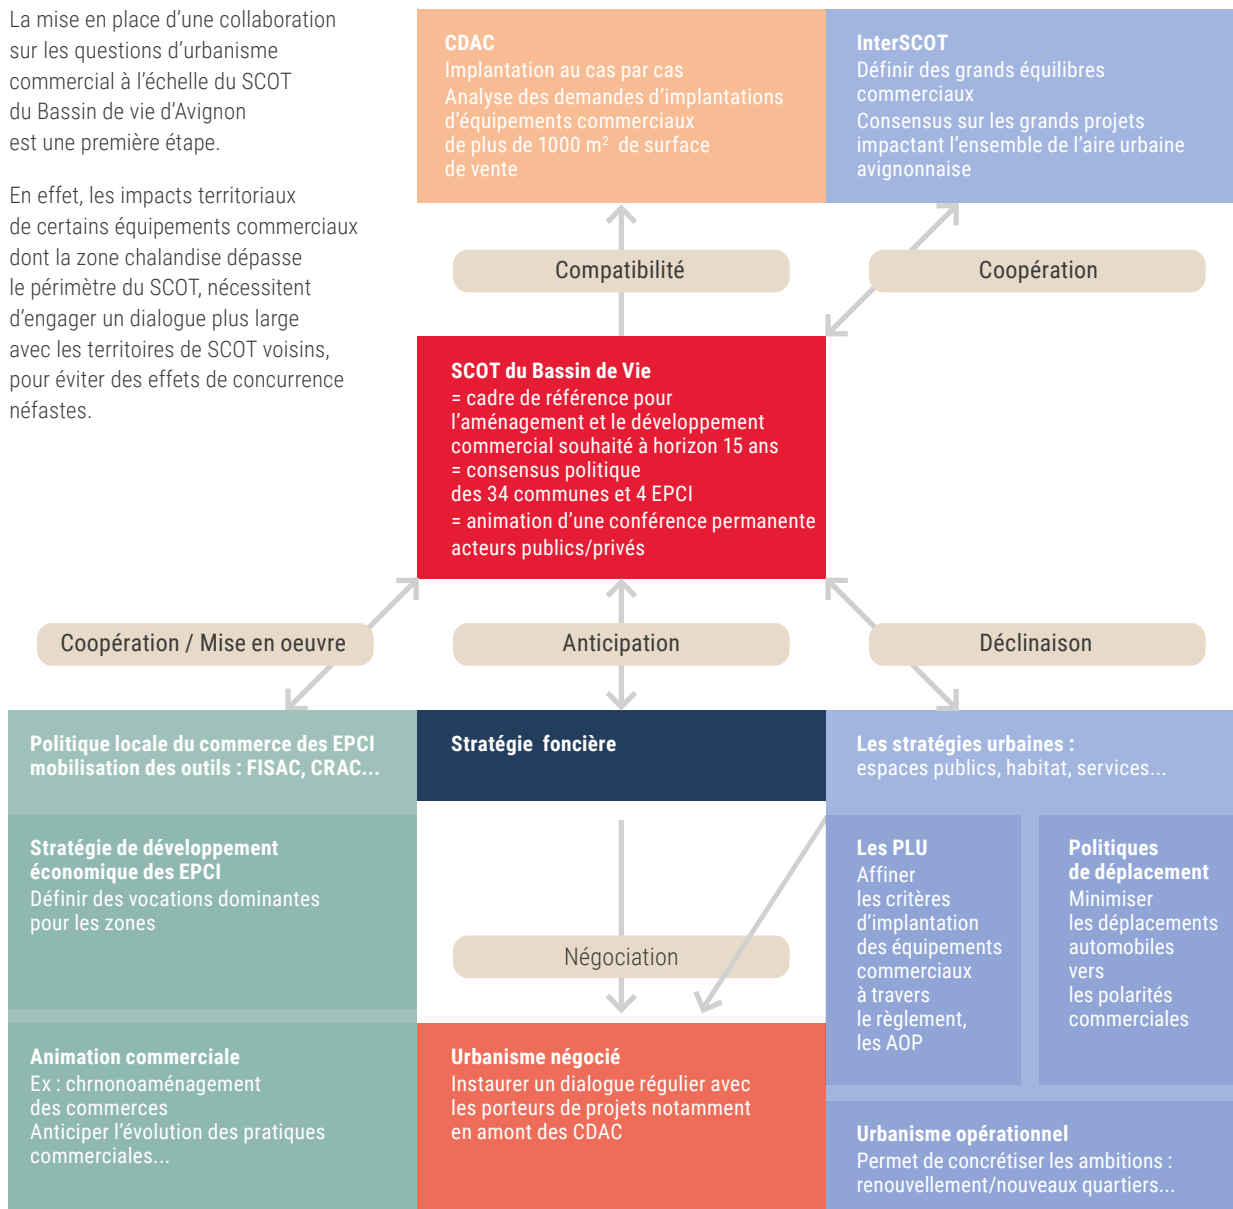 La mise en place d’une collaboration
sur les questions d’urbanisme
commercial à l’échelle du SCOT
du Bassin de vie d’Avignon
est une première étape.
En effet, les impacts territoriaux
de certains équipements commerciaux
dont la zone chalandise dépasse
le périmètre du SCOT, nécessitent
d’engager un dialogue plus large
avec les territoires de SCOT voisins,
pour éviter des effets de concurrence
néfastes.
CDAC
Implantation au cas par cas
Analyse des demandes d’implantations
d’équipements commerciaux
de plus de 1000 m² de surface
de vente
InterSCOT
Définir des grands équilibres
commerciaux
Consensus sur les grands projets
impactant l’ensemble de l’aire urbaine
avignonnaise
Compatibilité
Coopération
SCOT du Bassin de Vie
= cadre de référence pour
l’aménagement et le développement
commercial souhaité à horizon 15 ans
= consensus politique
des 34 communes et 4 EPCI
= animation d’une conférence permanente
acteurs publics/privés
Coopération / Mise en oeuvre
Anticipation
Déclinaison
Politique locale du commerce des EPCI
mobilisation des outils : FISAC, CRAC...
Stratégie foncière
Les stratégies urbaines :
espaces publics, habitat, services...
Stratégie de développement
économique des EPCI
Définir des vocations dominantes
pour les zones
Négociation
Les PLU
Affiner
les critères
d’implantation
des équipements
commerciaux
à travers
le règlement,
les AOP
Politiques
de déplacement
Minimiser
les déplacements
automobiles
vers
les polarités
commerciales
Animation commerciale
Ex : chrnonoaménagement
des commerces
Anticiper l’évolution des pratiques
commerciales...
Urbanisme négocié
Instaurer un dialogue régulier avec
les porteurs de projets notamment
en amont des CDAC
Urbanisme opérationnel
Permet de concrétiser les ambitions :
renouvellement/nouveaux quartiers...